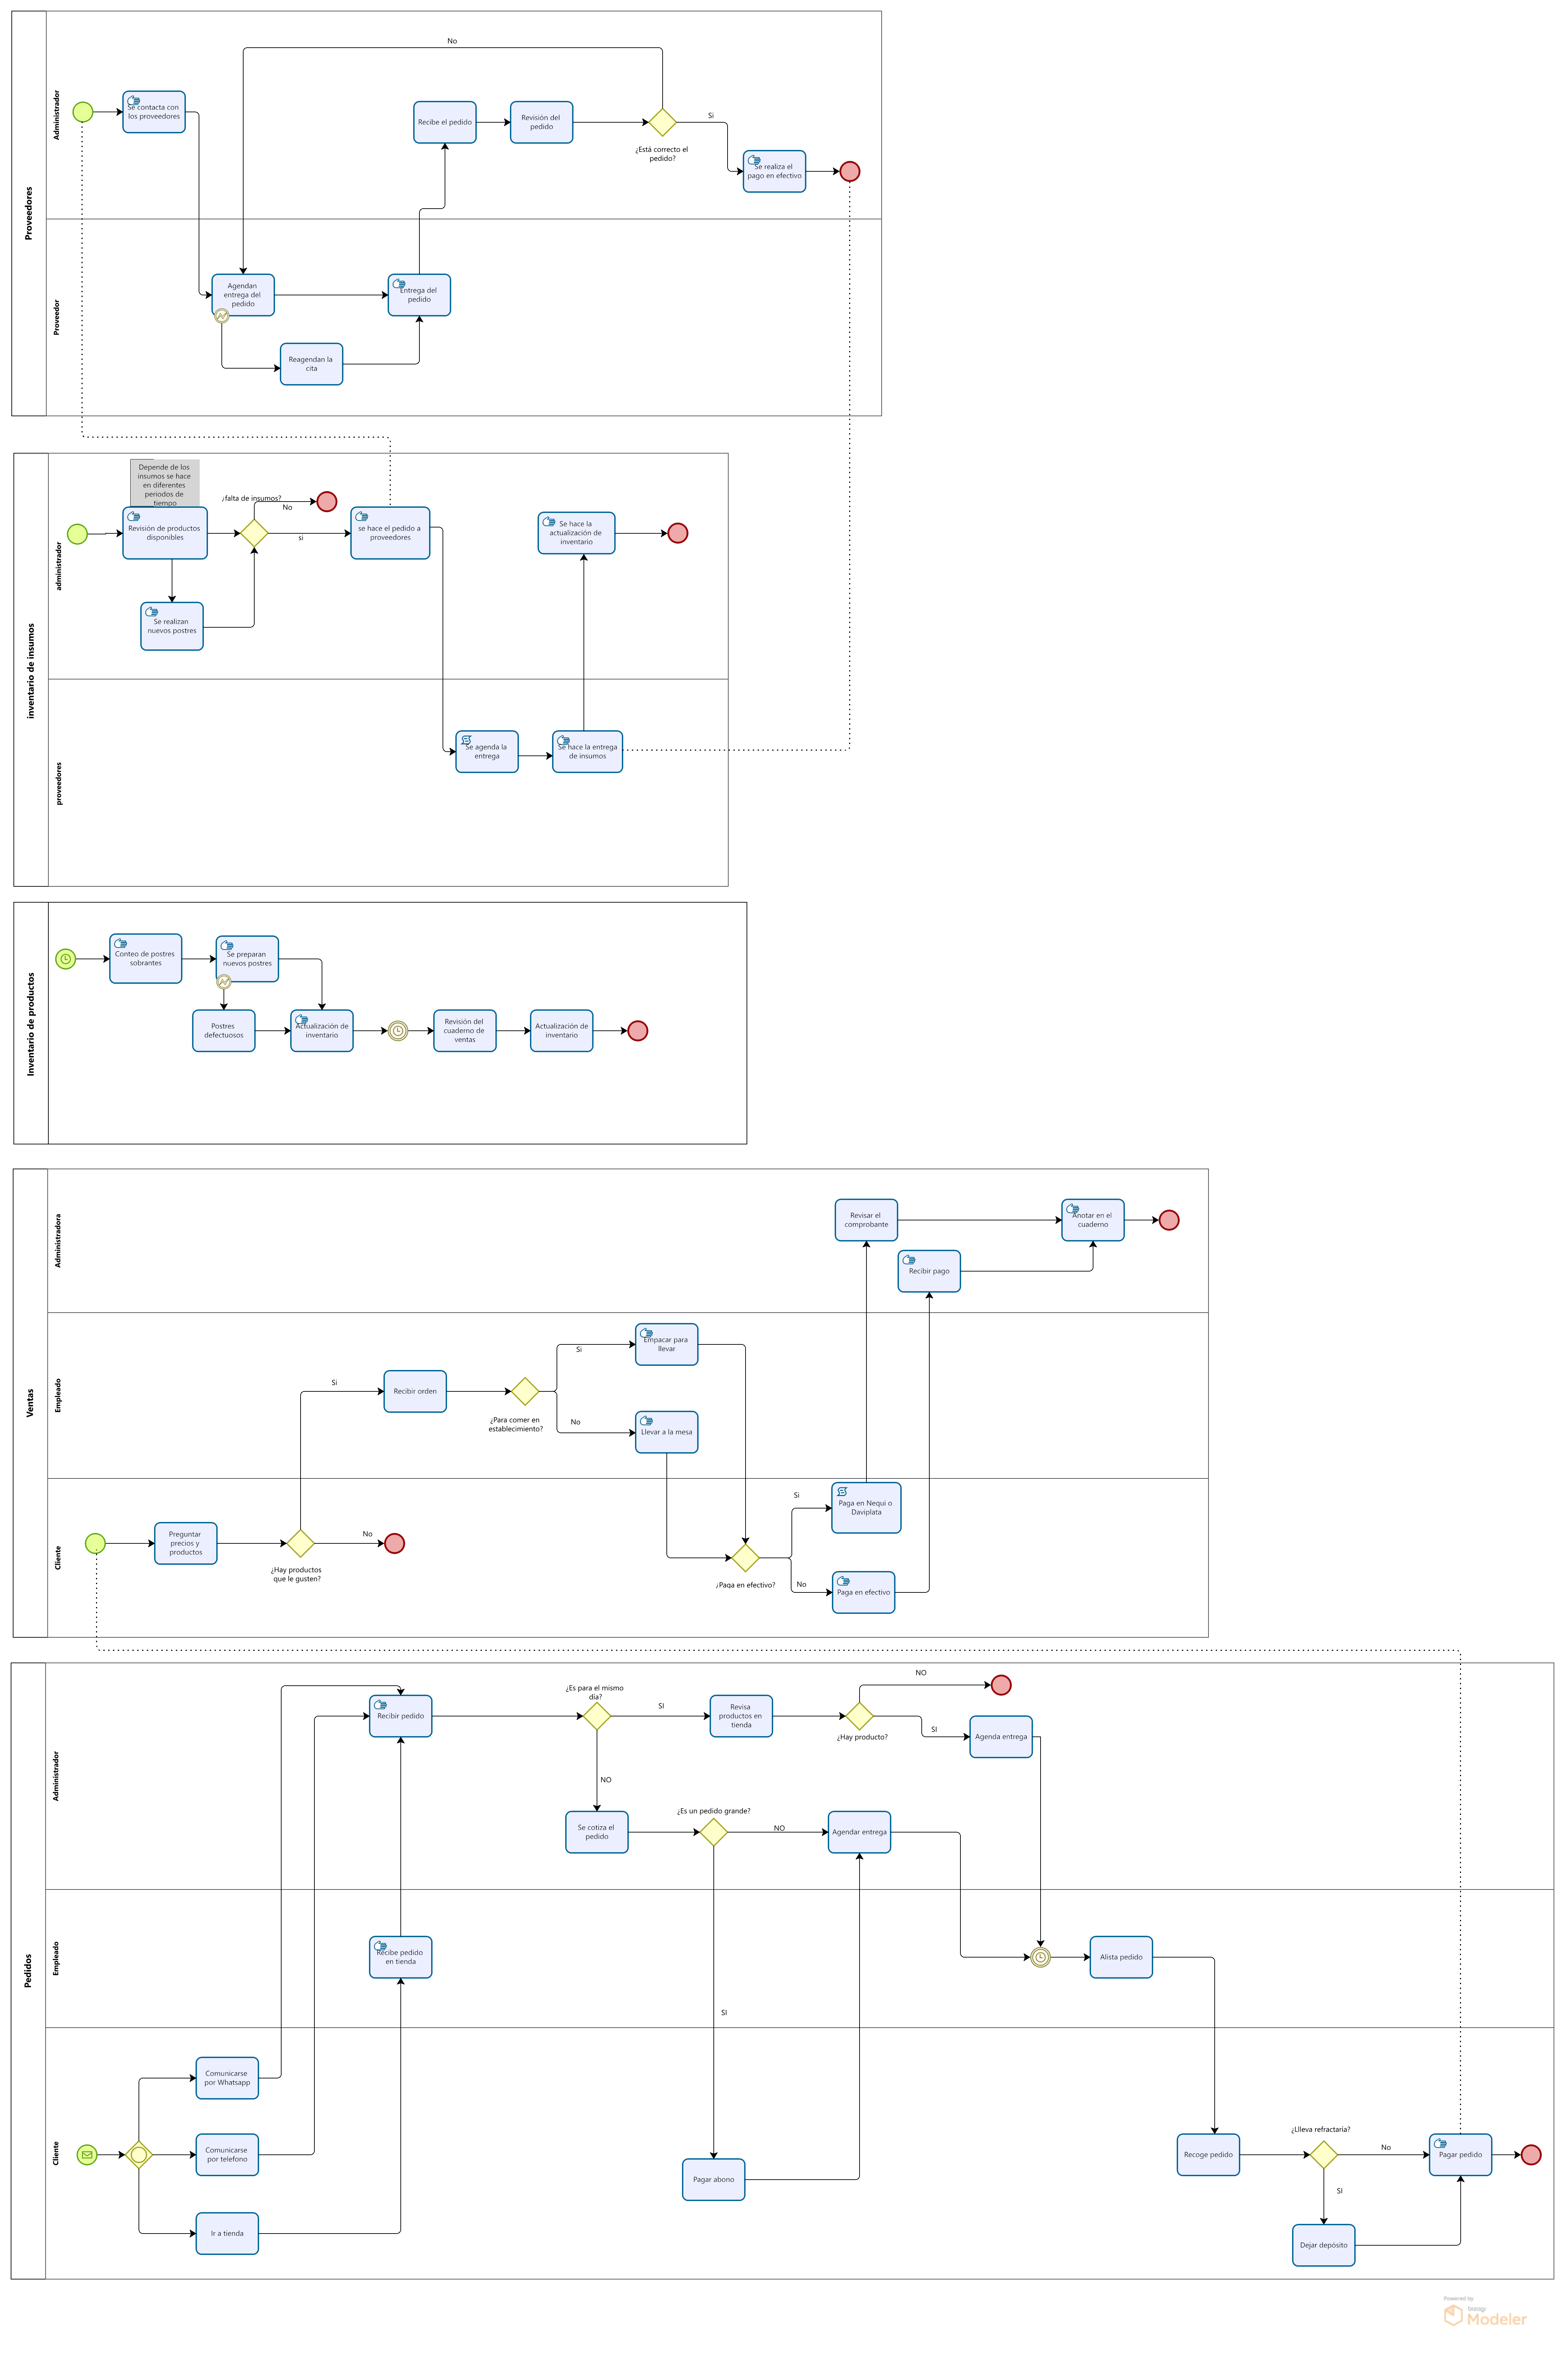 Proveedores
Administrador
Proveedor
No
Se contacta con
los proveedores
Recibe el pedido
Revisión del
pedido
¿Está correcto el
pedido?
Si
Se realiza el
pago en efectivo
Agendan
entrega del
pedido
Entrega del
pedido
Reagendan la
cita
inventario de insumos
administrador
proveedores
Depende de los
insumos se hace
en diferentes
periodos de
tiempo
Revisión de productos
disponibles
¿falta de insumos?
No
si
se hace el pedido a
proveedores
Se hace la
actualización de
inventario
Se realizan
nuevos postres
Se agenda la
entrega
Se hace la entrega
de insumos
Inventario de productos
Conteo de postres
sobrantes
Se preparan
nuevos postres
Postres
defectuosos
Actualización de
inventario
Revisión del
cuaderno de
ventas
Actualización de
inventario
Ventas
Administradora
Empleado
Cliente
Revisar el
comprobante
Anotar en el
cuaderno
Recibir pago
Empacar para
llevar
Si
Si
Recibir orden
¿Para comer en
establecimiento?
No
Llevar a la mesa
Preguntar
precios y
productos
¿Hay productos
que le gusten?
No
¿Paga en efectivo?
Si
Paga en Nequi o
Daviplata
No
Paga en efectivo
Pedidos
Administrador
Empleado
Cliente
Recibir pedido
¿Es para el mismo
día?
SI
Revisa
productos en
tienda
¿Hay producto?
NO
SI
Agenda entrega
NO
Se cotiza el
pedido
¿Es un pedido grande?
NO
Agendar entrega
Recibe pedido
en tienda
Alista pedido
SI
Comunicarse
por Whatsapp
Comunicarse
por telefono
Ir a tienda
Pagar abono
Recoge pedido
¿Llleva refractaría?
No
Pagar pedido
SI
Dejar depósito
Powered by
bizagi
Modeler